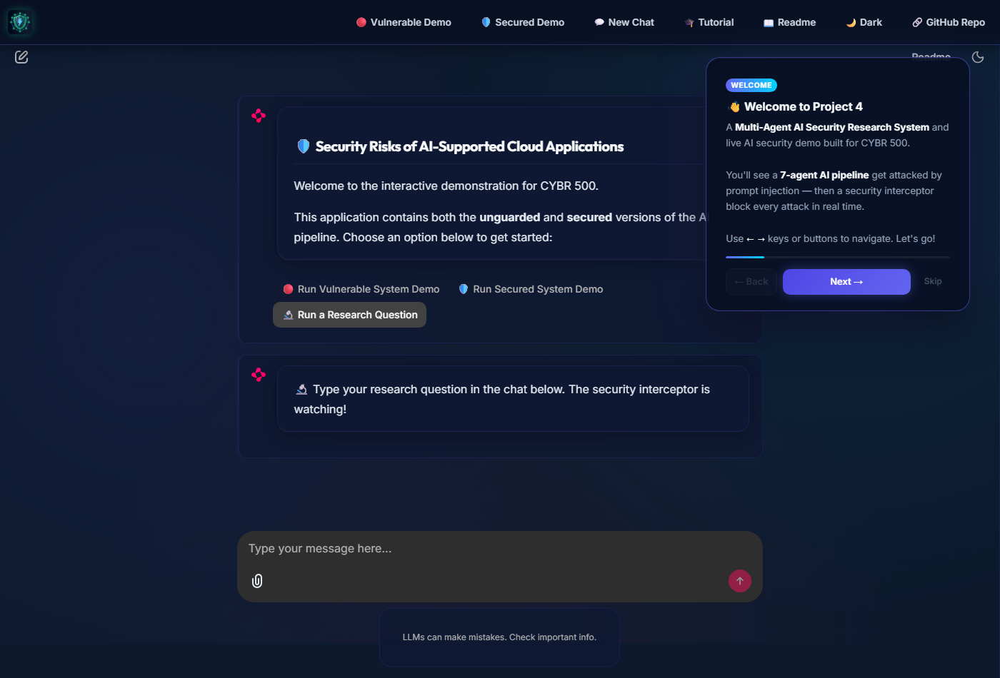 Vulnerable Demo
Secured Demo
New Chat
Tutorial
Readme
Dark
GitHub Repo
Readme
WELCOME
👋 Welcome to Project 4
A Multi-Agent AI Security Research System and
live AI security demo built for CYBR 500.
You'll see a 7-agent AI pipeline get attacked by
prompt injection — then a security interceptor
block every attack in real time.
Use ← → keys or buttons to navigate. Let's go!
← Back
Next →
Skip
Security Risks of AI-Supported Cloud Applications
Welcome to the interactive demonstration for CYBR 500.
This application contains both the unguarded and secured versions of the AI
pipeline. Choose an option below to get started:
Run Vulnerable System Demo
Run Secured System Demo
Run a Research Question
Type your research question in the chat below. The security interceptor is
watching!
Type your message here...
LLMs can make mistakes. Check important info.